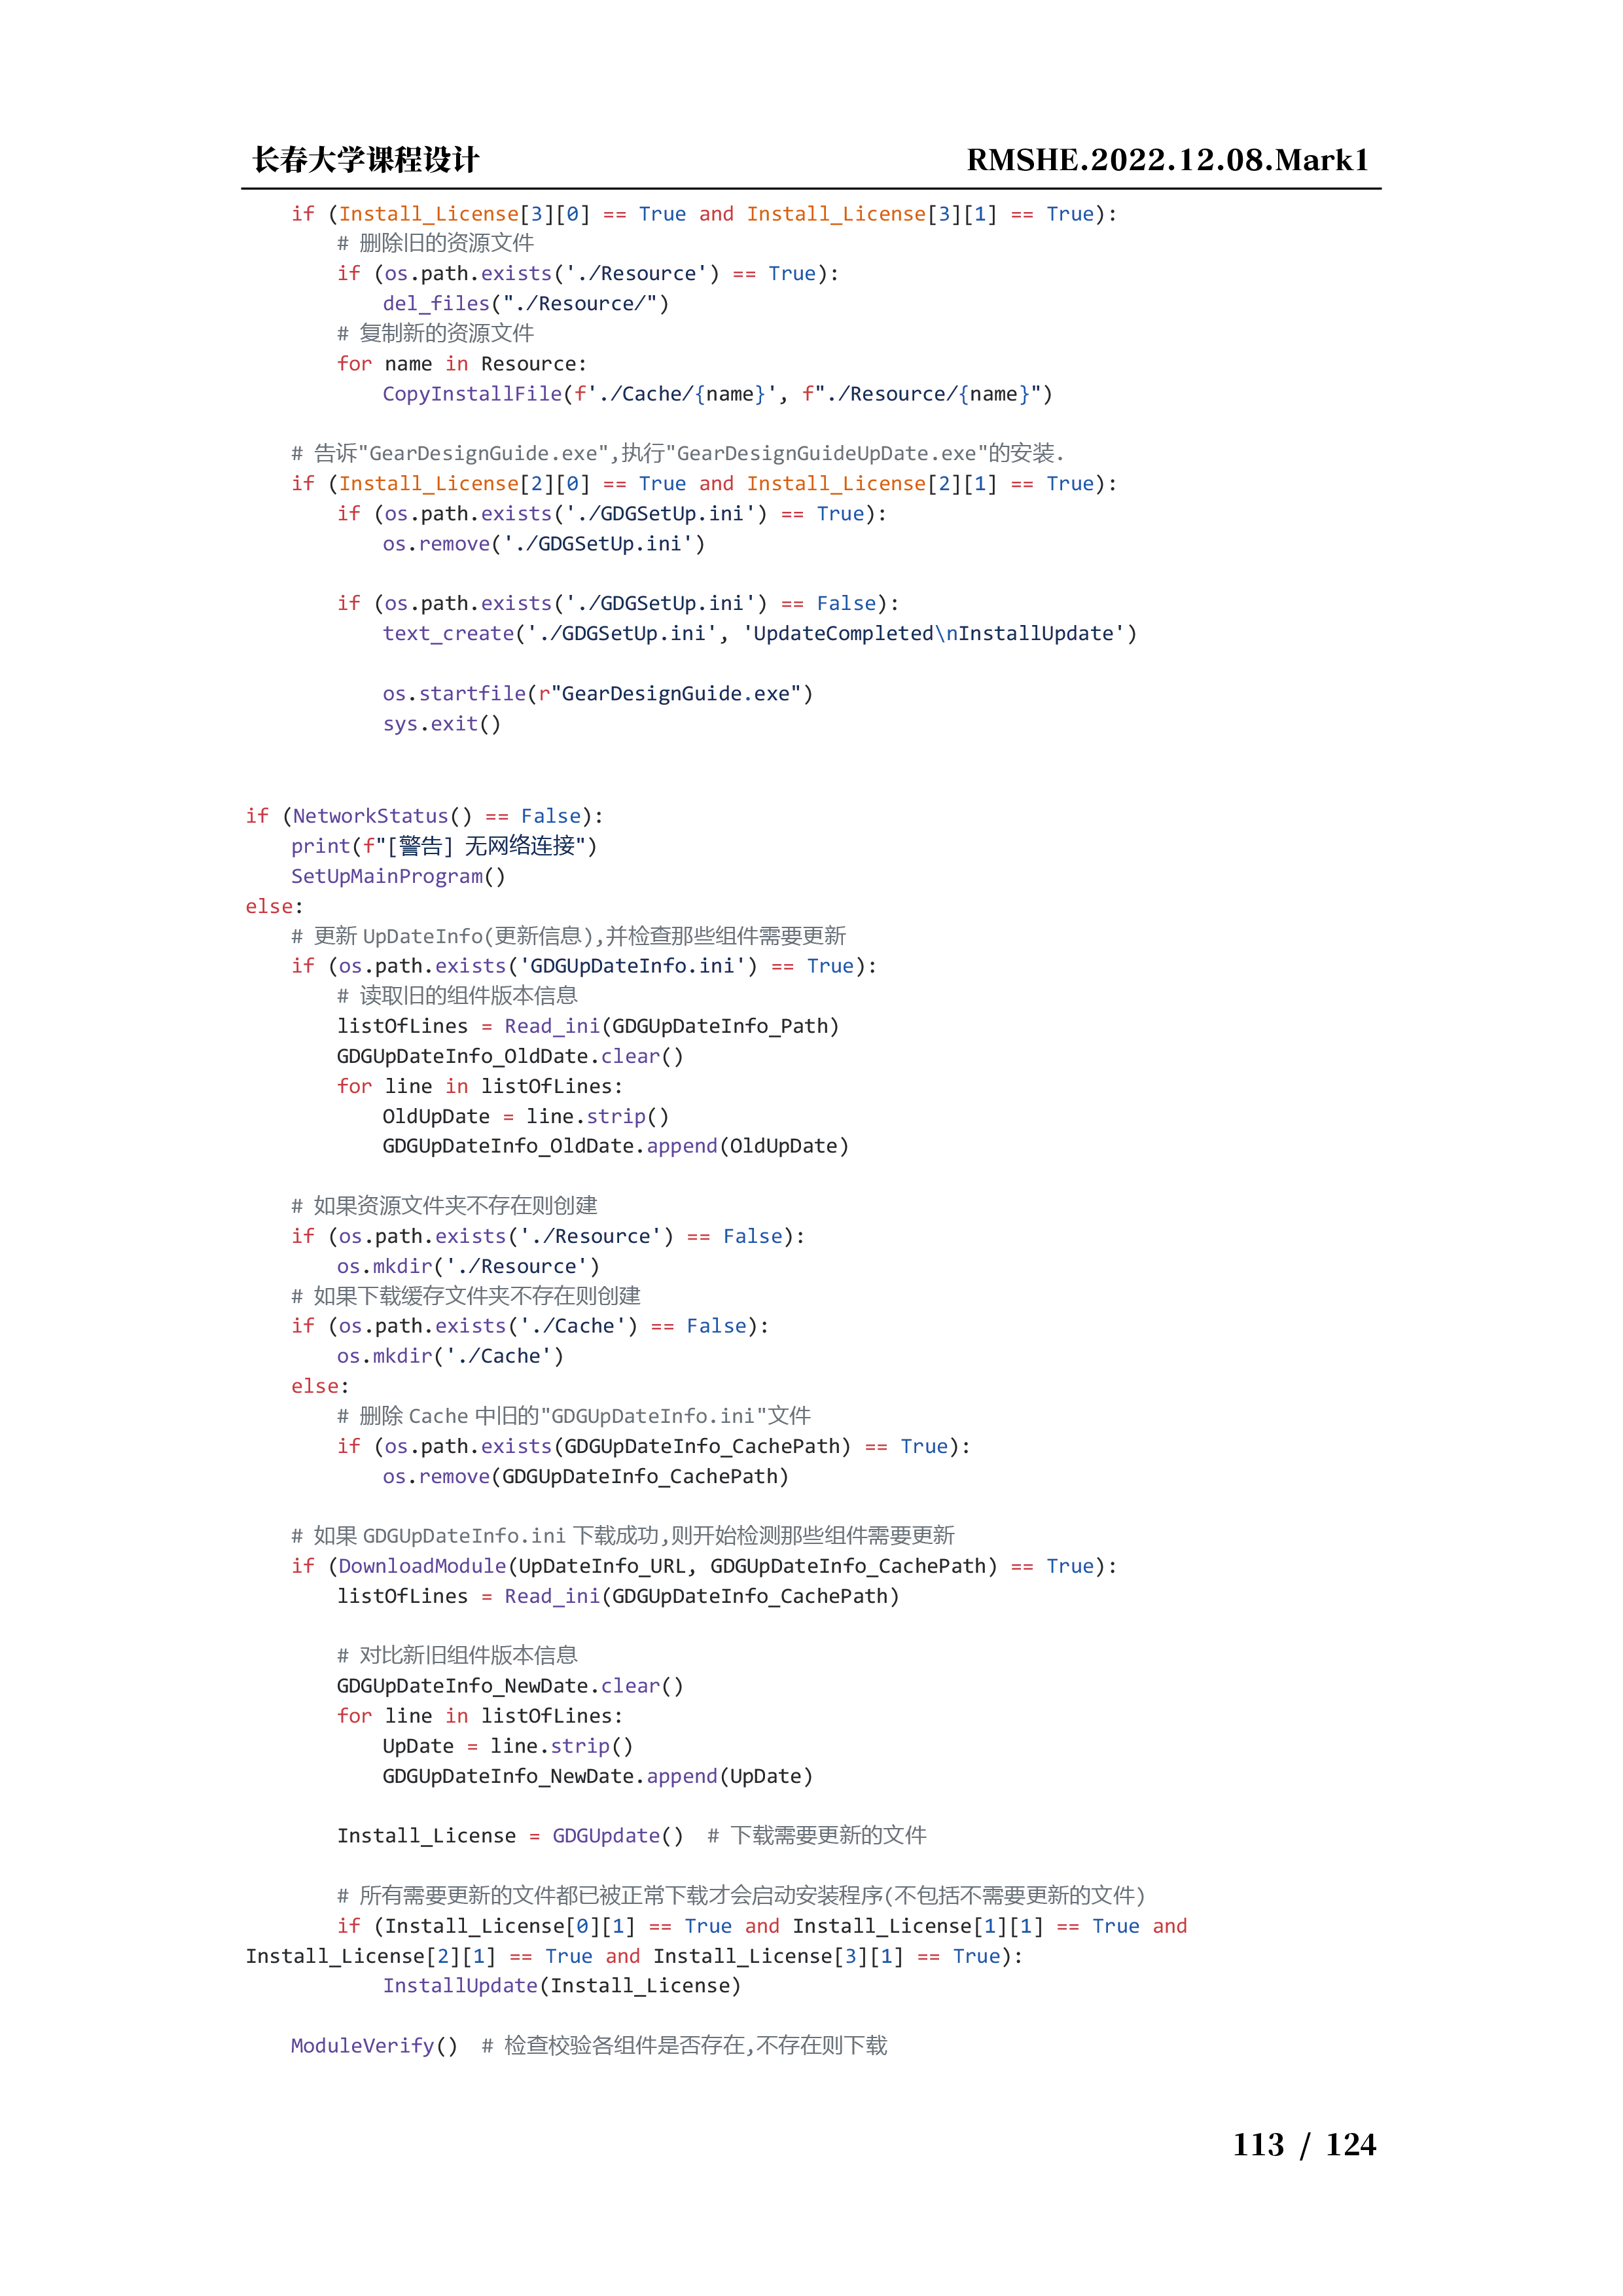 长春大学课程设计 RMSHE.2022.12.08.Mark1
    if (Install_License[3][0] == True and Install_License[3][1] == True):
        # 删除旧的资源文件
        if (os.path.exists('./Resource') == True):
            del_files("./Resource/")
        # 复制新的资源文件
        for name in Resource:
            CopyInstallFile(f'./Cache/{name}', f"./Resource/{name}")

    # 告诉"GearDesignGuide.exe",执行"GearDesignGuideUpDate.exe"的安装.
    if (Install_License[2][0] == True and Install_License[2][1] == True):
        if (os.path.exists('./GDGSetUp.ini') == True):
            os.remove('./GDGSetUp.ini')

        if (os.path.exists('./GDGSetUp.ini') == False):
            text_create('./GDGSetUp.ini', 'UpdateCompleted\nInstallUpdate')

            os.startfile(r"GearDesignGuide.exe")
            sys.exit()


if (NetworkStatus() == False):
    print(f"[警告] 无网络连接")
    SetUpMainProgram()
else:
    # 更新 UpDateInfo(更新信息),并检查那些组件需要更新
    if (os.path.exists('GDGUpDateInfo.ini') == True):
        # 读取旧的组件版本信息
        listOfLines = Read_ini(GDGUpDateInfo_Path)
        GDGUpDateInfo_OldDate.clear()
        for line in listOfLines:
            OldUpDate = line.strip()
            GDGUpDateInfo_OldDate.append(OldUpDate)

    # 如果资源文件夹不存在则创建
    if (os.path.exists('./Resource') == False):
        os.mkdir('./Resource')
    # 如果下载缓存文件夹不存在则创建
    if (os.path.exists('./Cache') == False):
        os.mkdir('./Cache')
    else:
        # 删除 Cache 中旧的"GDGUpDateInfo.ini"文件
        if (os.path.exists(GDGUpDateInfo_CachePath) == True):
            os.remove(GDGUpDateInfo_CachePath)

    # 如果 GDGUpDateInfo.ini 下载成功,则开始检测那些组件需要更新
    if (DownloadModule(UpDateInfo_URL, GDGUpDateInfo_CachePath) == True):
        listOfLines = Read_ini(GDGUpDateInfo_CachePath)

        # 对比新旧组件版本信息
        GDGUpDateInfo_NewDate.clear()
        for line in listOfLines:
            UpDate = line.strip()
            GDGUpDateInfo_NewDate.append(UpDate)

        Install_License = GDGUpdate()  # 下载需要更新的文件

        # 所有需要更新的文件都已被正常下载才会启动安装程序(不包括不需要更新的文件)
        if (Install_License[0][1] == True and Install_License[1][1] == True and
Install_License[2][1] == True and Install_License[3][1] == True):
            InstallUpdate(Install_License)

    ModuleVerify()  # 检查校验各组件是否存在,不存在则下载
113 / 124